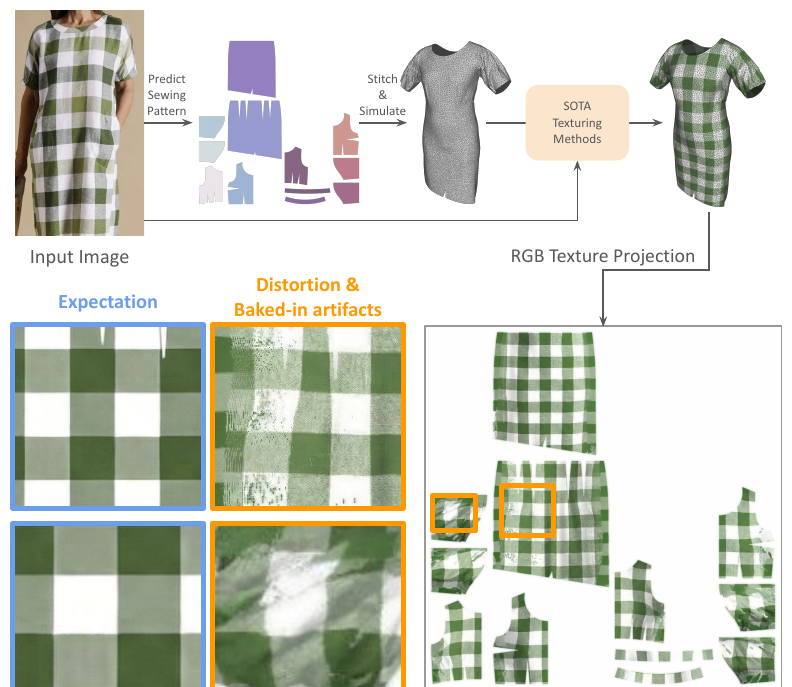 Predict
Sewing
Pattern
Stitch
&
Simulate
SOTA
Texturing
Methods
Input Image
RGB Texture Projection
Expectation
Distortion &
Baked-in artifacts